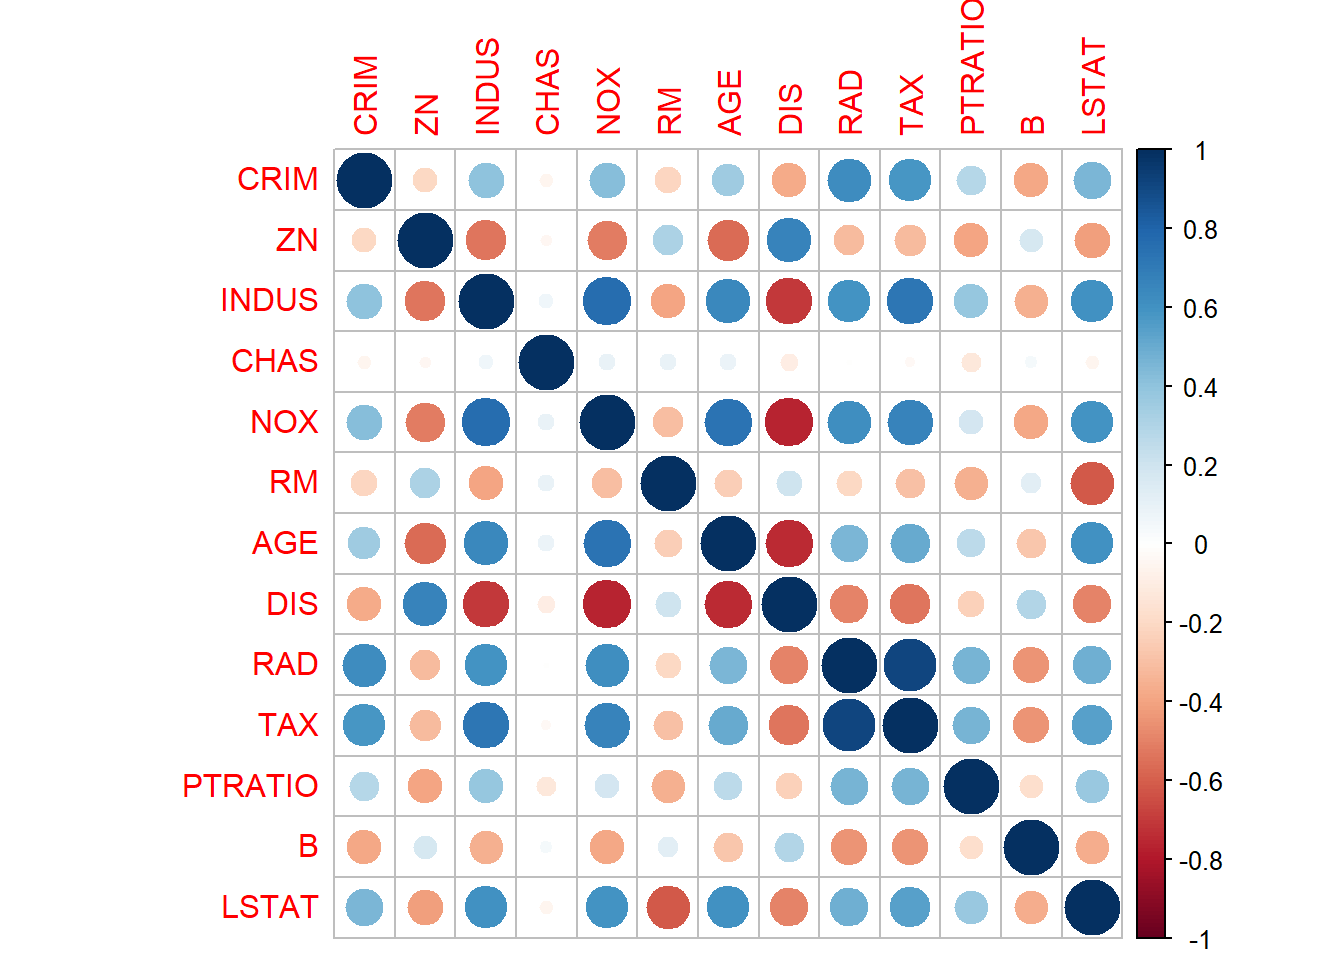 CRIM ZN INDUS CHAS NOX RM AGE DIS RAD TAX PTRATIO B LSTAT
CRIM
ZN
INDUS
CHAS
NOX
RM
AGE
DIS
RAD
TAX
PTRATIO
B
LSTAT
1
0.8
0.6
0.4
0.2
0
-0.2
-0.4
-0.6
-0.8
-1